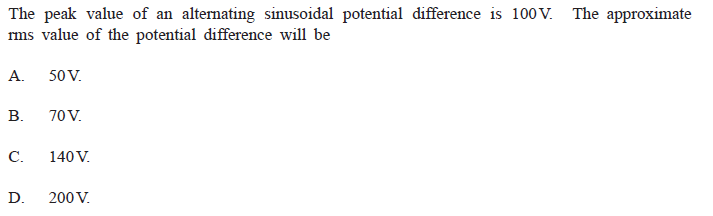 The peak value of an alternating sinusoidal potential difference is 100 V. The approximate
rms value of the potential difference will be
A. 50 V.
B. 70 V.
C. 140 V.
D. 200 V.